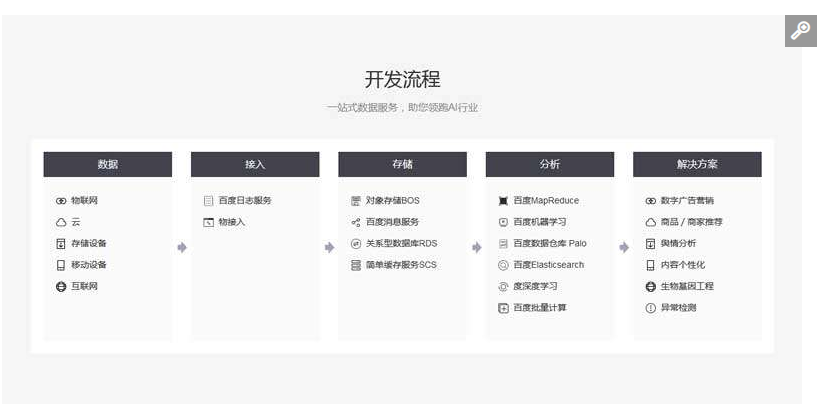 开发流程
一站式数据服务，助您领跑AI行业
数据
物联网
云
存储设备
移动设备
互联网
接入
百度日志服务
物接入
存储
对象存储BOS
百度消息服务
关系型数据库RDS
简单缓存服务SCS
分析
百度MapReduce
百度机器学习
百度数据仓库 Palo
百度Elasticsearch
度深度学习
百度批量计算
解决方案
数字广告营销
商品／商家推荐
舆情分析
内容个性化
生物基因工程
异常检测